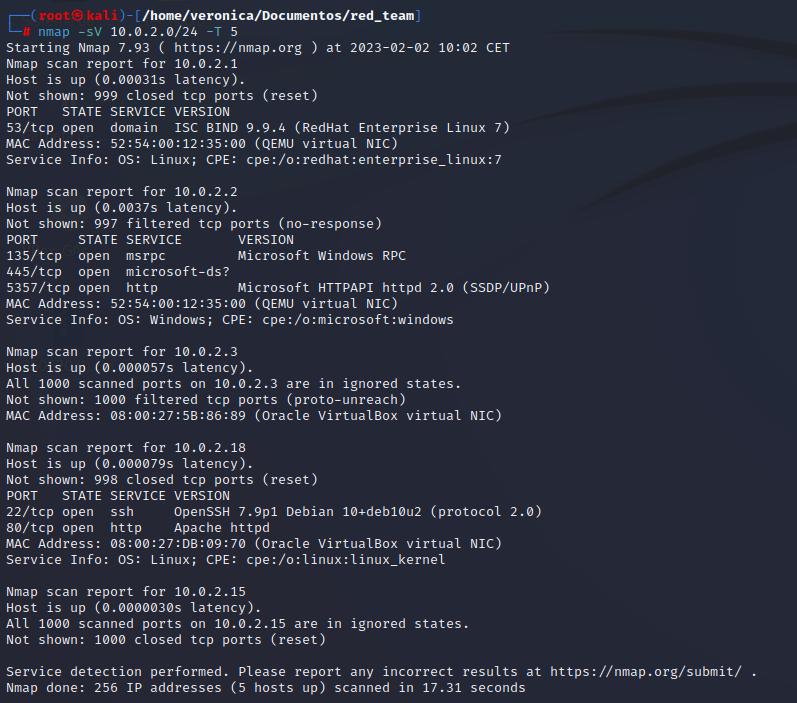 ┌──(root㉿kali)-[/home/veronica/Documentos/red_team]
└─# nmap -sV 10.0.2.0/24 -T 5
Starting Nmap 7.93 ( https://nmap.org ) at 2023-02-02 10:02 CET
Nmap scan report for 10.0.2.1
Host is up (0.00031s latency).
Not shown: 999 closed tcp ports (reset)
PORT   STATE SERVICE VERSION
53/tcp open  domain  ISC BIND 9.9.4 (RedHat Enterprise Linux 7)
MAC Address: 52:54:00:12:35:00 (QEMU virtual NIC)
Service Info: OS: Linux; CPE: cpe:/o:redhat:enterprise_linux:7

Nmap scan report for 10.0.2.2
Host is up (0.0037s latency).
Not shown: 997 filtered tcp ports (no-response)
PORT     STATE SERVICE       VERSION
135/tcp  open  msrpc         Microsoft Windows RPC
445/tcp  open  microsoft-ds?
5357/tcp open  http          Microsoft HTTPAPI httpd 2.0 (SSDP/UPnP)
MAC Address: 52:54:00:12:35:00 (QEMU virtual NIC)
Service Info: OS: Windows; CPE: cpe:/o:microsoft:windows

Nmap scan report for 10.0.2.3
Host is up (0.000057s latency).
All 1000 scanned ports on 10.0.2.3 are in ignored states.
Not shown: 1000 filtered tcp ports (proto-unreach)
MAC Address: 08:00:27:5B:86:89 (Oracle VirtualBox virtual NIC)

Nmap scan report for 10.0.2.18
Host is up (0.000079s latency).
Not shown: 998 closed tcp ports (reset)
PORT   STATE SERVICE VERSION
22/tcp open  ssh     OpenSSH 7.9p1 Debian 10+deb10u2 (protocol 2.0)
80/tcp open  http    Apache httpd
MAC Address: 08:00:27:DB:09:70 (Oracle VirtualBox virtual NIC)
Service Info: OS: Linux; CPE: cpe:/o:linux:linux_kernel

Nmap scan report for 10.0.2.15
Host is up (0.0000030s latency).
All 1000 scanned ports on 10.0.2.15 are in ignored states.
Not shown: 1000 closed tcp ports (reset)

Service detection performed. Please report any incorrect results at https://nmap.org/submit/ .
Nmap done: 256 IP addresses (5 hosts up) scanned in 17.31 seconds